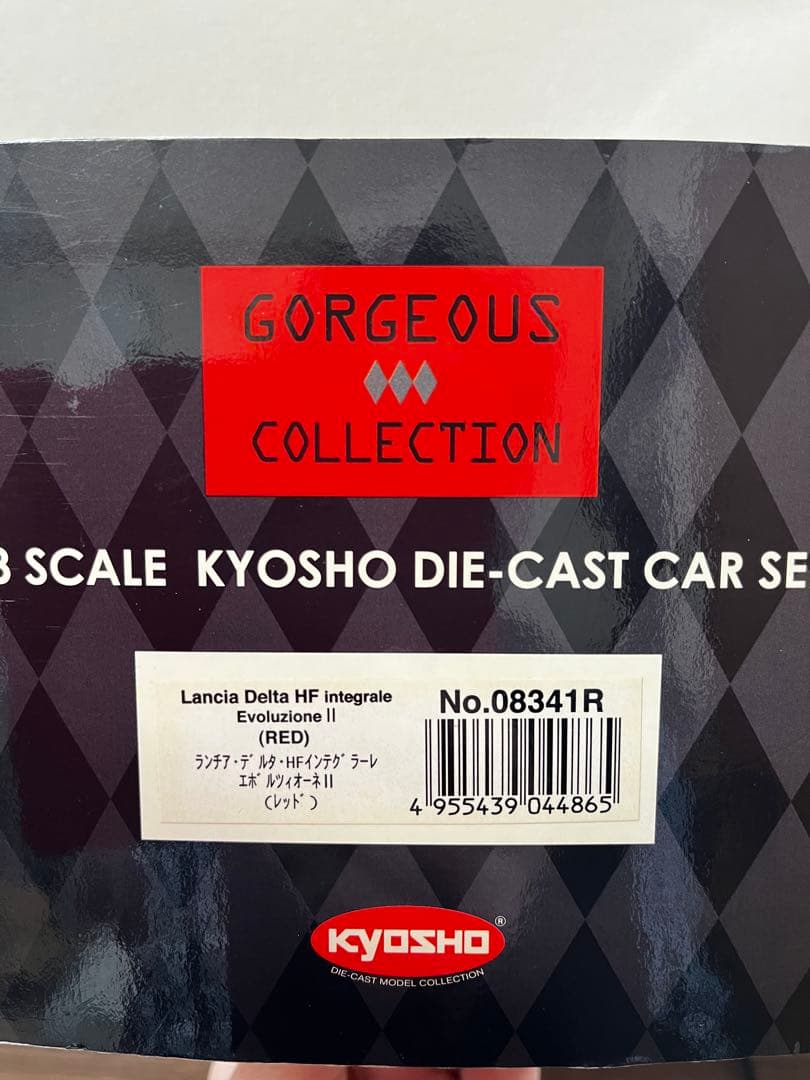 GORGEOUS
COLLECTION
8 SCALE KYOSHO DIE-CAST CAR SE
Lancia Delta HF integrale
Evoluzione II
(RED)
ランチア・デルタ・HFインテグラーレ
エボルツィオーネII
(レッド)
No.08341R
4 955439 044865
KYOSHO ®
DIE-CAST MODEL COLLECTION